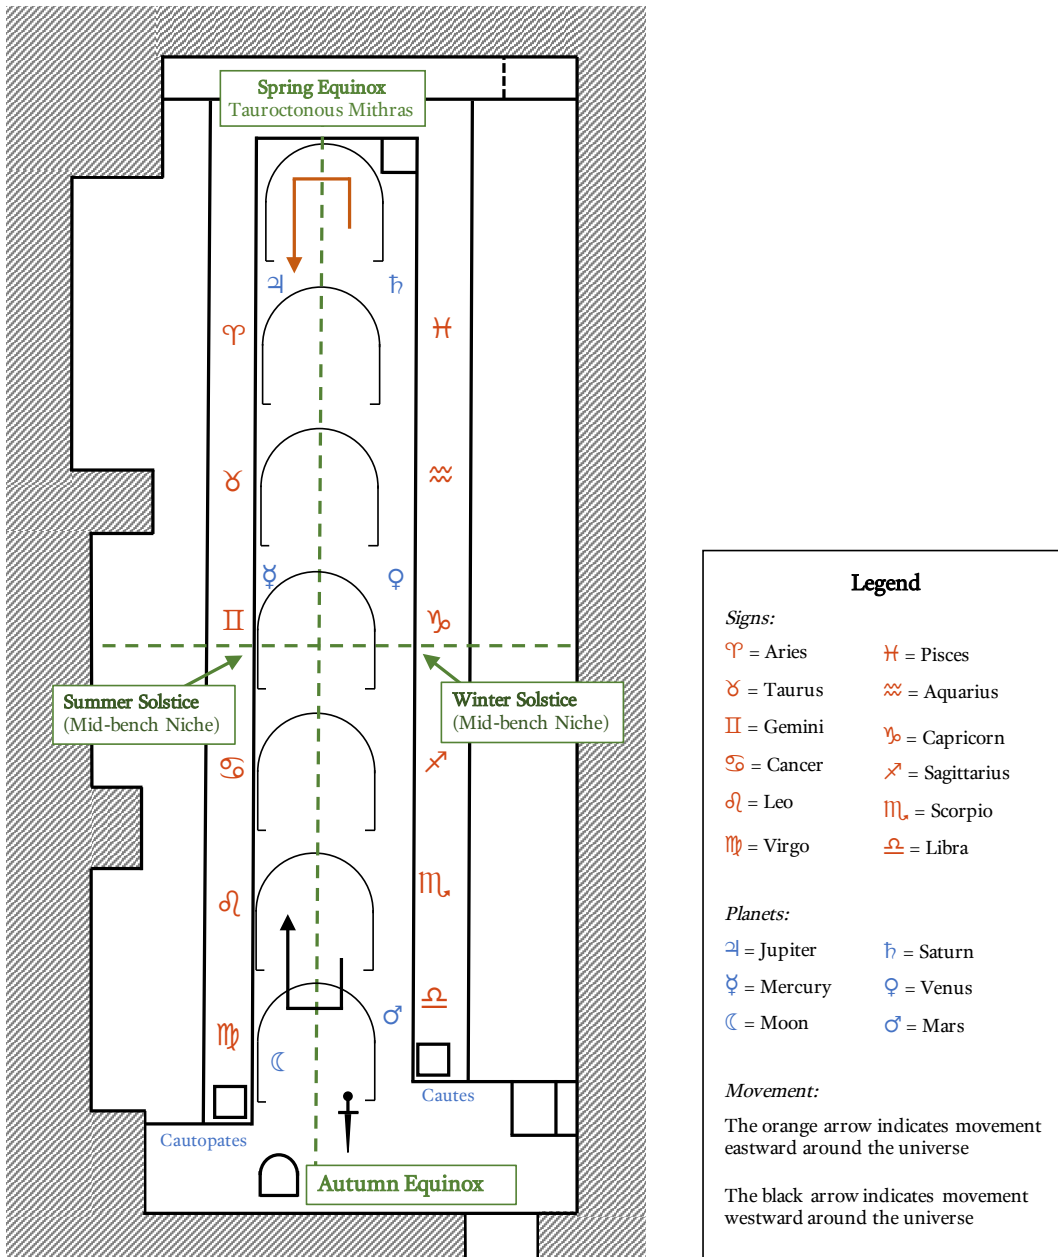 Spring Equinox
Tauroctonous Mithras
♃
♄
♈
♓
♉
♒
☿
♀
♊
♑
Summer Solstice
(Mid-bench Niche)
Winter Solstice
(Mid-bench Niche)
♋
♐
♌
♏
♎
♂
♍
☾
Cautes
Cautopates
Autumn Equinox
Legend
Signs:
♈ = Aries
♓ = Pisces
♉ = Taurus
♒ = Aquarius
♊ = Gemini
♑ = Capricorn
♋ = Cancer
♐ = Sagittarius
♌ = Leo
♏ = Scorpio
♍ = Virgo
♎ = Libra
Planets:
♃ = Jupiter
♄ = Saturn
☿ = Mercury
♀ = Venus
☾ = Moon
♂ = Mars
Movement:
The orange arrow indicates movement
eastward around the universe
The black arrow indicates movement
westward around the universe